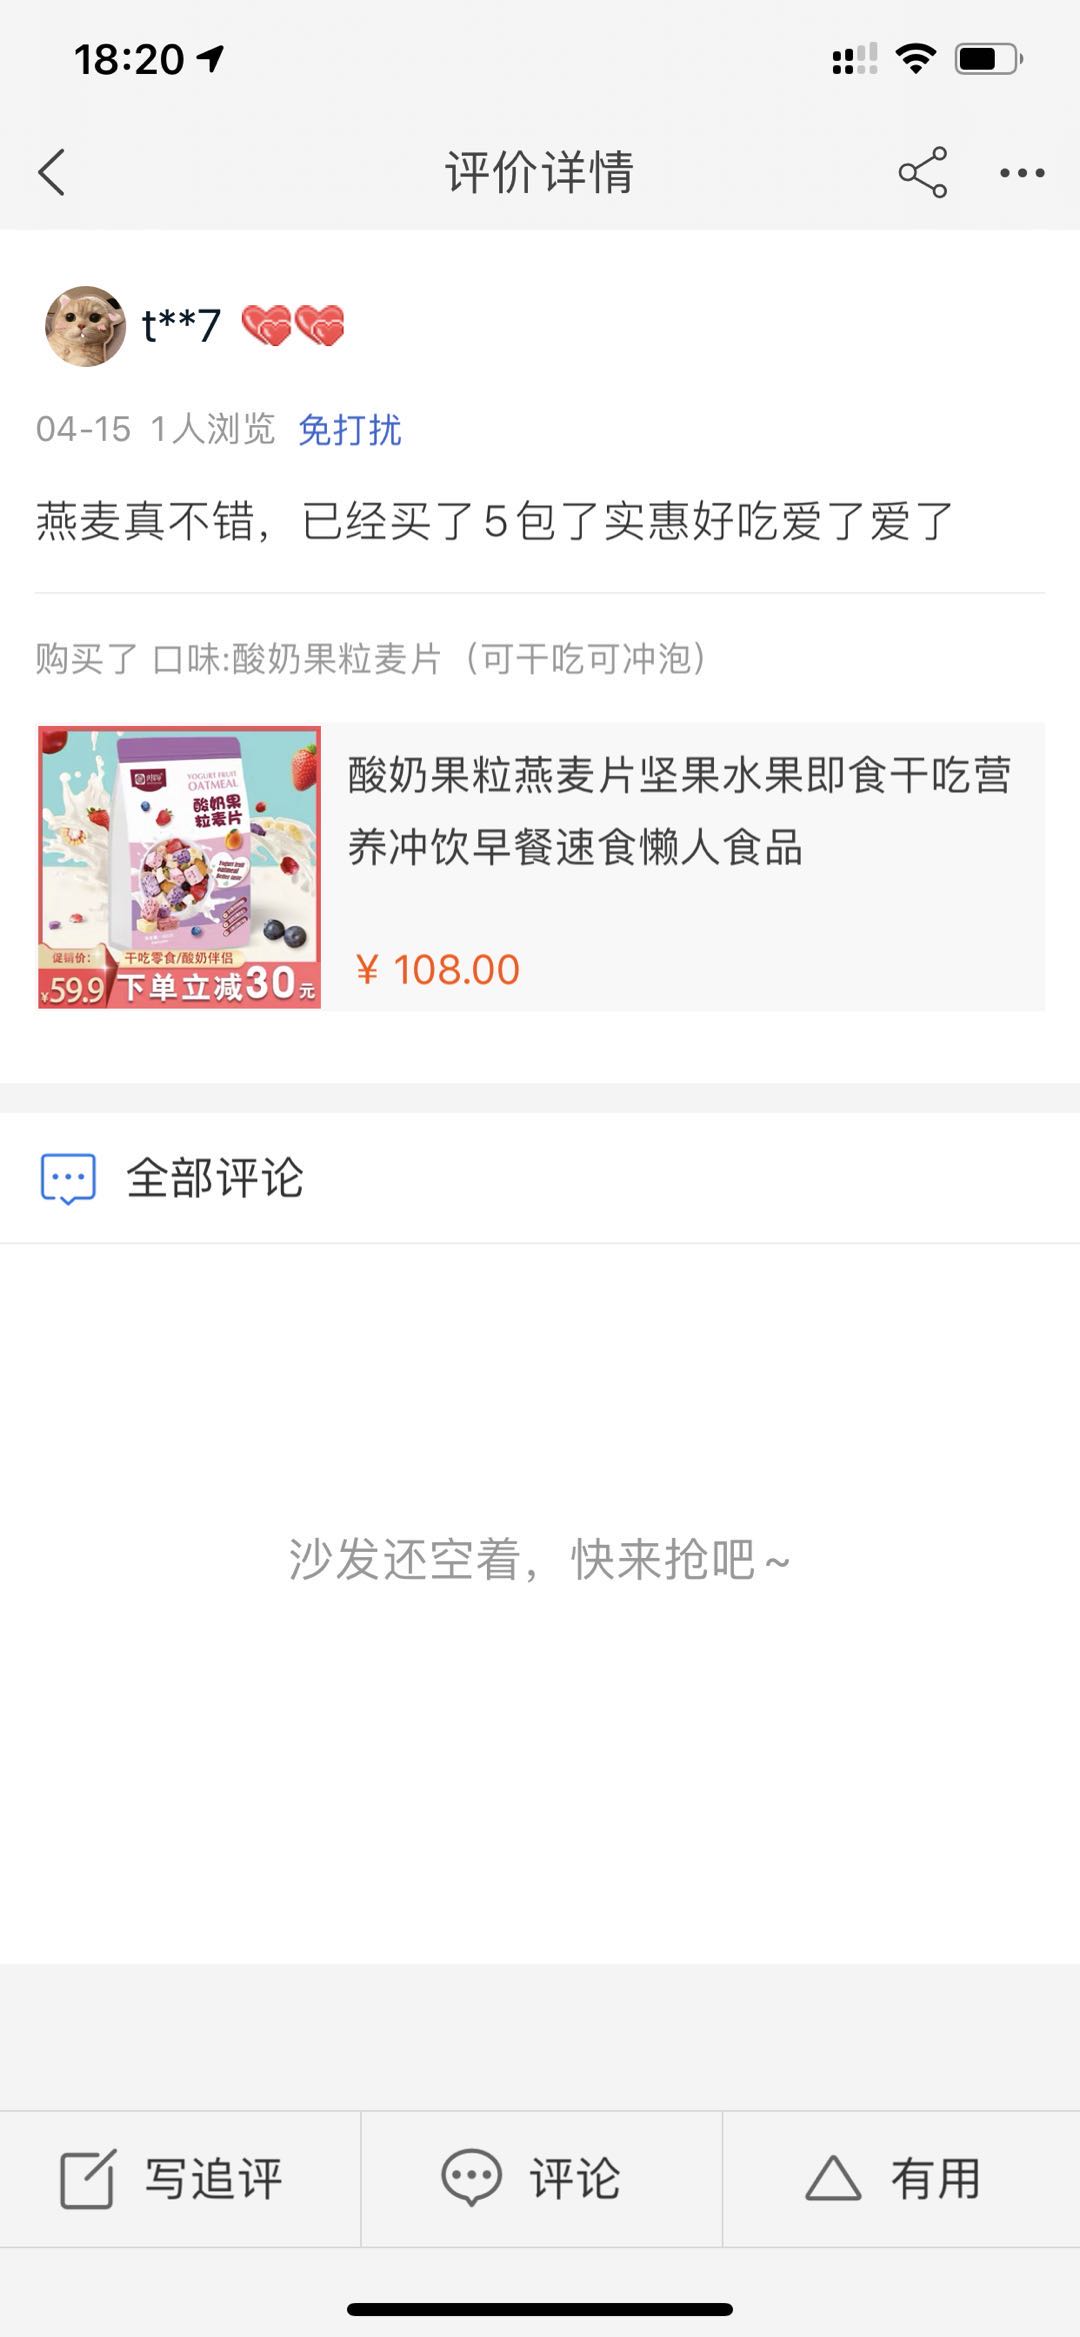 18:20
评价详情
t**7
04-15 1人浏览 免打扰
燕麦真不错，已经买了5包了实惠好吃爱了爱了
购买了 口味:酸奶果粒麦片（可干吃可冲泡）
YOGURT FRUIT
OATMEAL
酸奶果
粒麦片
Yogurt fruit
oatmeal
Better taste
促销价:
¥59.9
干吃零食/酸奶伴侣
下单立减30元
酸奶果粒燕麦片坚果水果即食干吃营
养冲饮早餐速食懒人食品
¥ 108.00
全部评论
沙发还空着，快来抢吧~
写追评
评论
有用